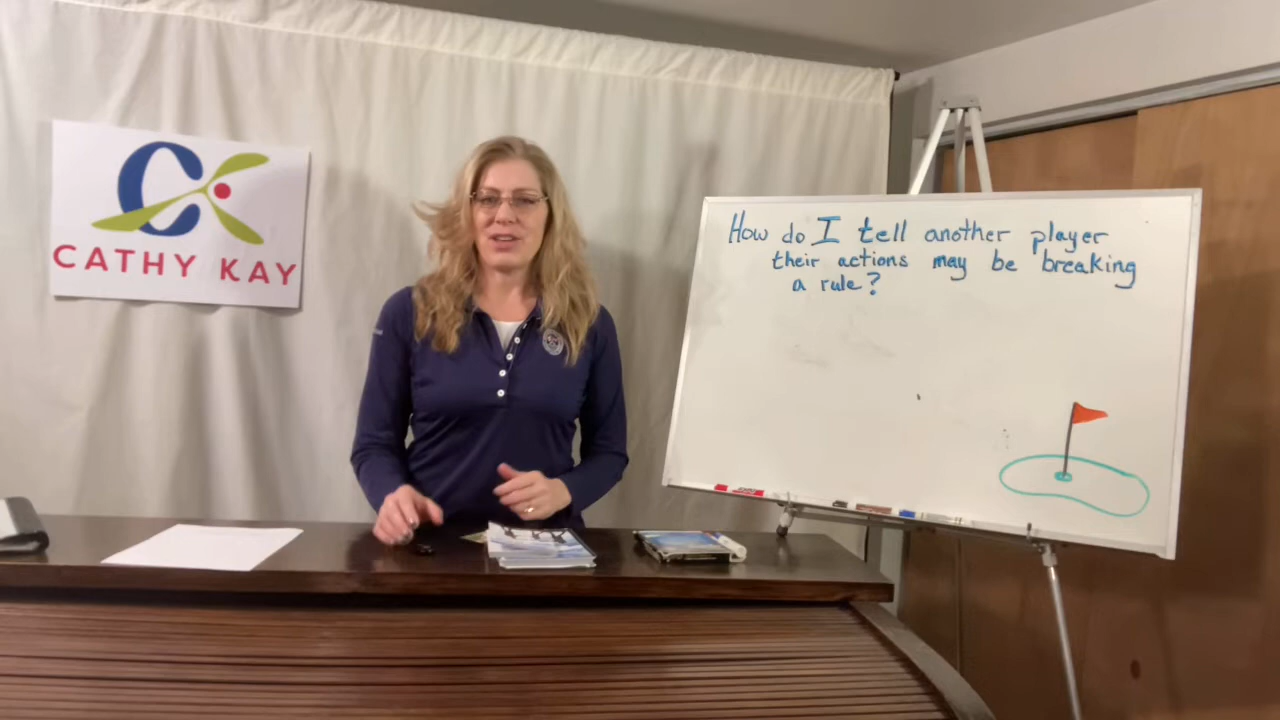 CATHY KAY
How do I tell another player
their actions may be breaking
a rule?